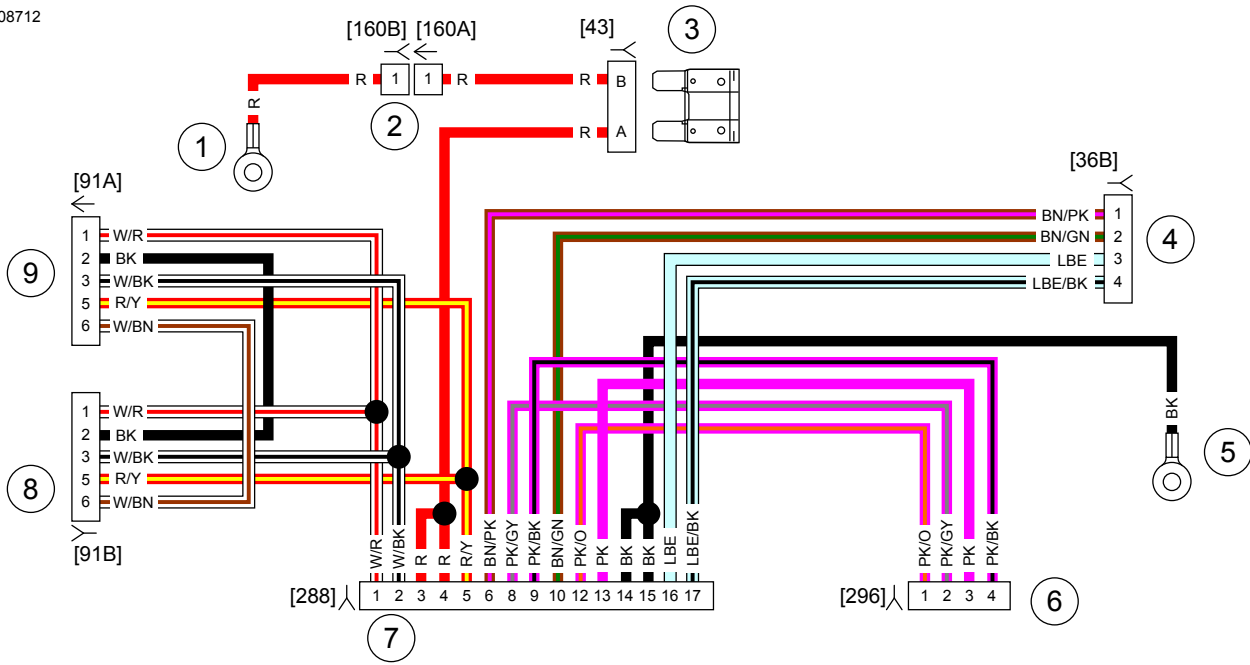 08712
[160B] [160A] [43] 3
R R 1 1 R R B
R
1 2 R A
[91A] [36B]
1 W/R BN/PK 1
2 BK BN/GN 2
9 3 W/BK LBE 3 4
5 R/Y LBE/BK 4
6 W/BN
1 W/R
2 BK BK
3 W/BK 5
8 5 R/Y
6 W/BN
[91B]
W/R W/BK R R R/Y BN/PK PK/GY PK/BK BN/GN PK/O PK BK BK LBE LBE/BK PK/O PK/GY PK PK/BK
[288] 1 2 3 4 5 6 8 9 10 12 13 14 15 16 17 [296] 1 2 3 4 6
7